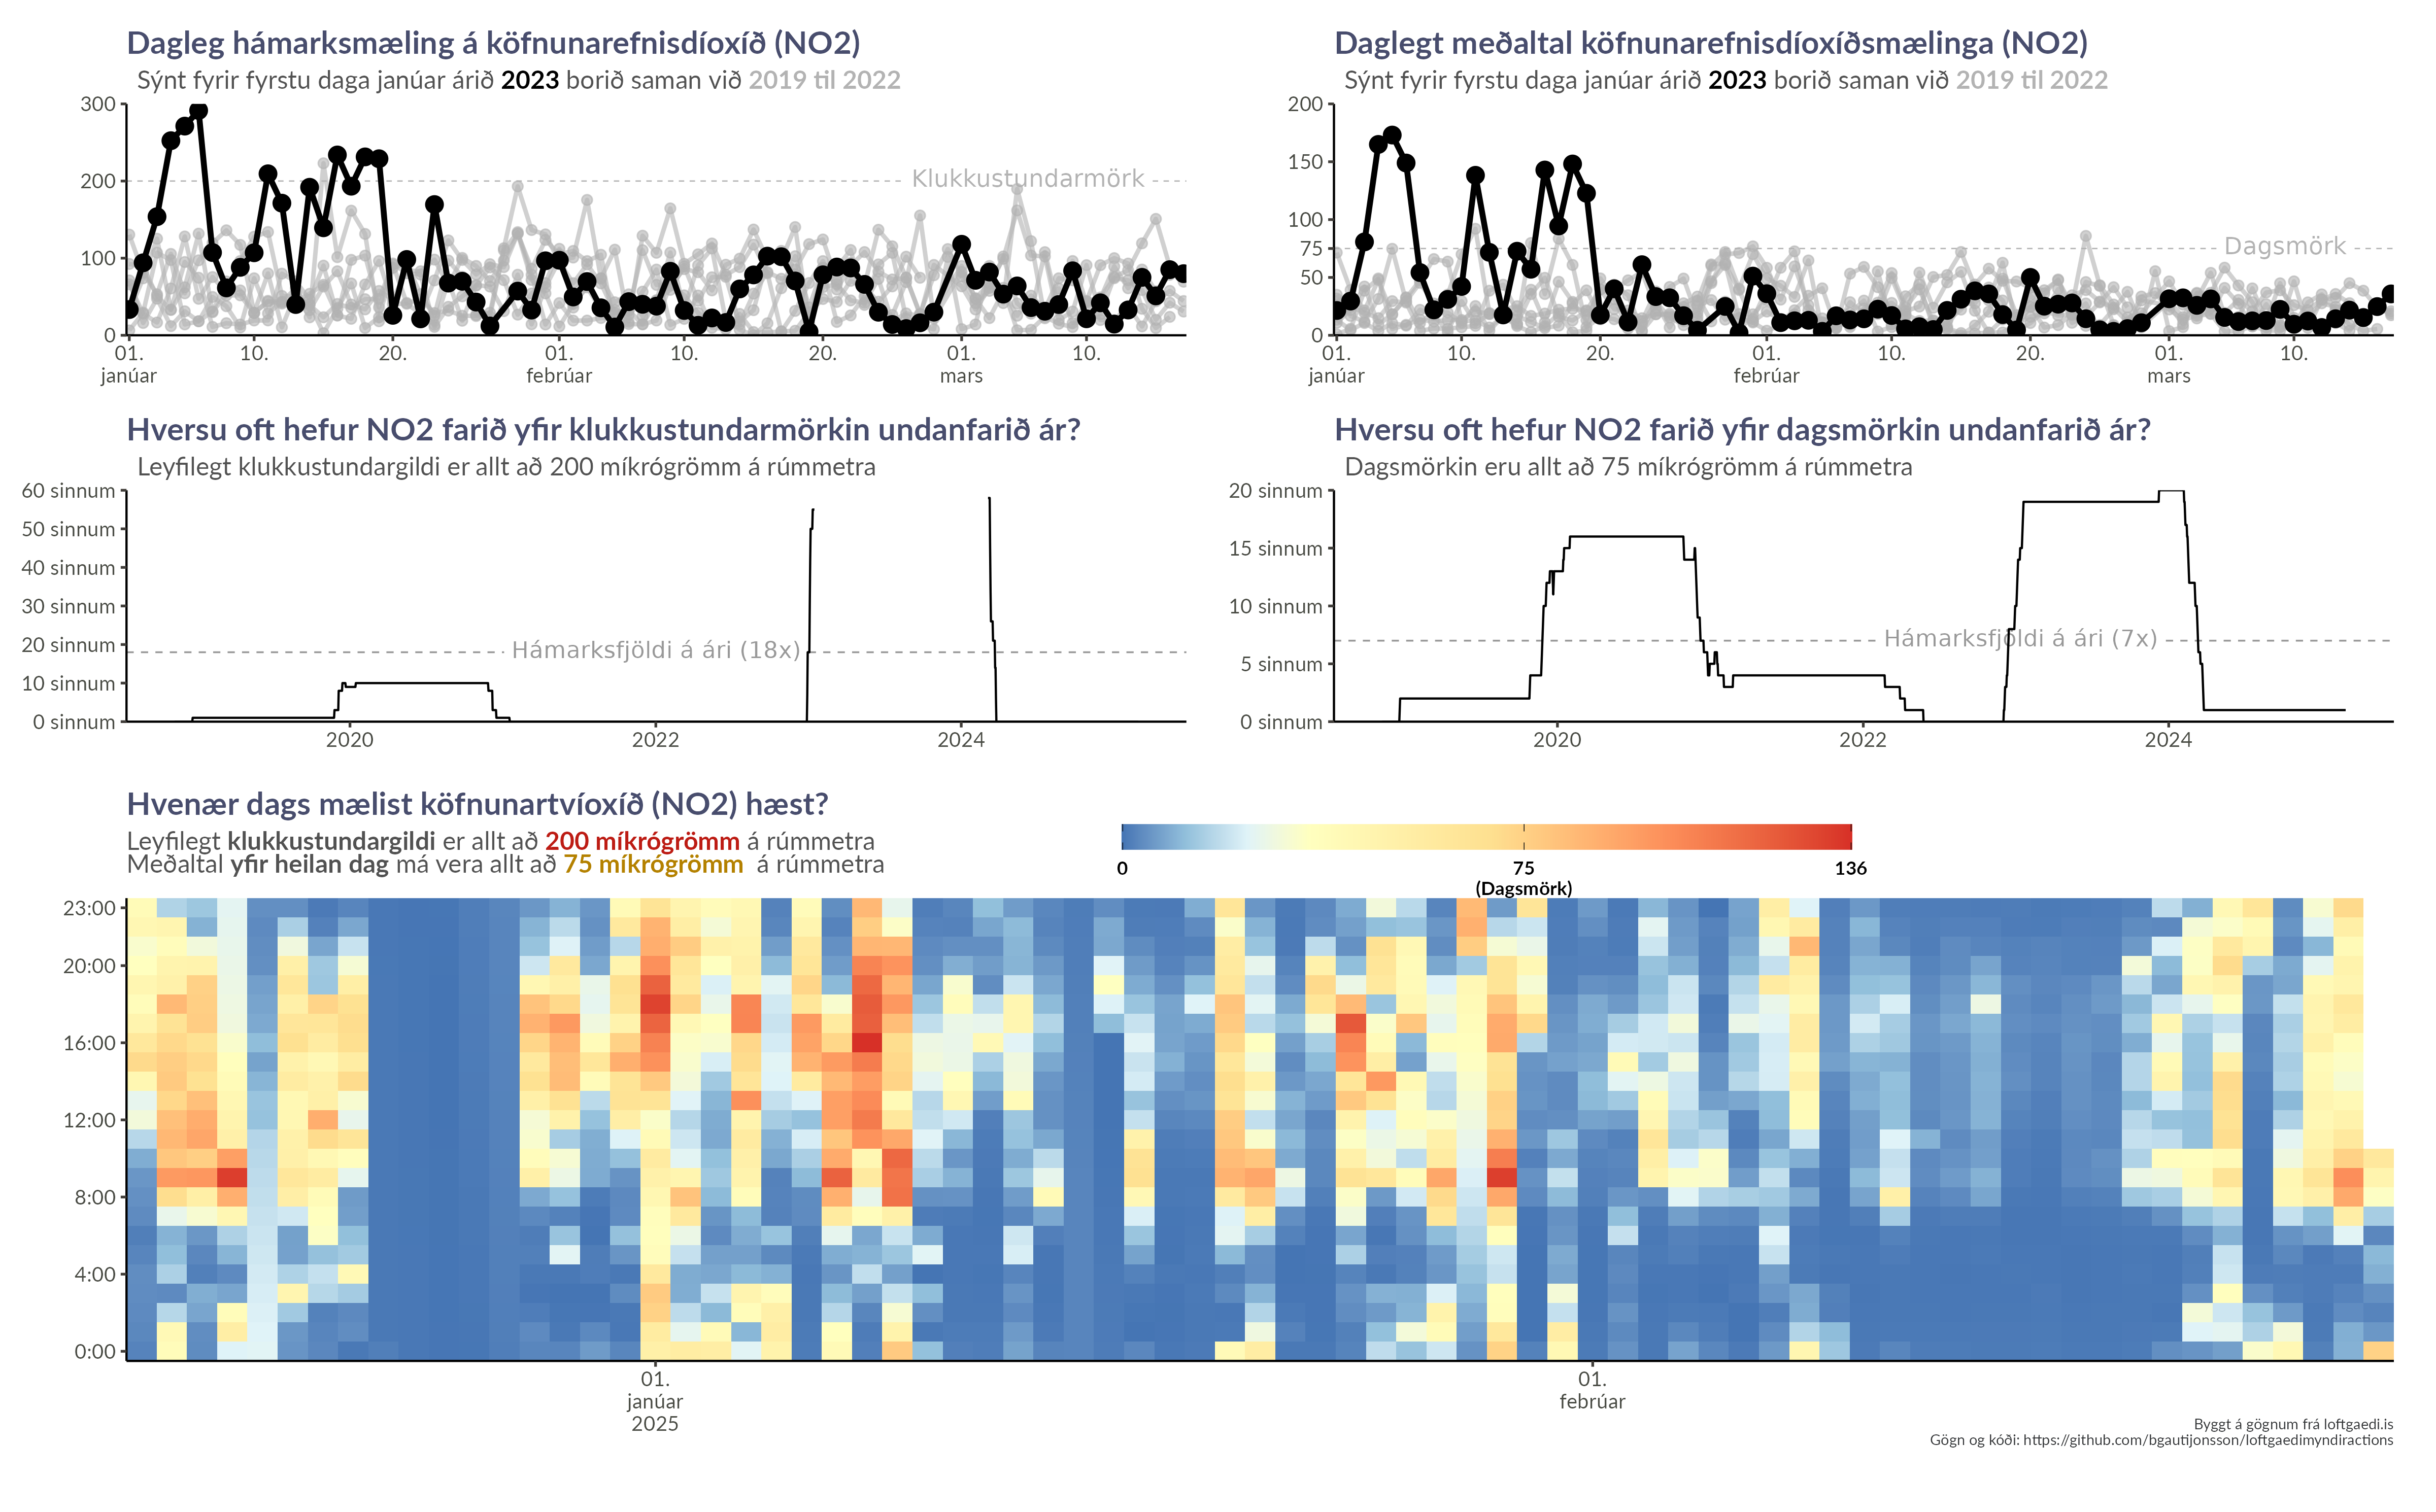 Dagleg hámarksmæling á köfnunarefnisdíoxíð (NO2)
Sýnt fyrir fyrstu daga janúar árið 2023 borið saman við 2019 til 2022
300
200
100
0
Klukkustundarmörk
01.
janúar
10.
20.
01.
febrúar
10.
20.
01.
mars
10.
Daglegt meðaltal köfnunarefnisdíoxíðsmælinga (NO2)
Sýnt fyrir fyrstu daga janúar árið 2023 borið saman við 2019 til 2022
200
150
100
75
50
0
Dagsmörk
01.
janúar
10.
20.
01.
febrúar
10.
20.
01.
mars
10.
Hversu oft hefur NO2 farið yfir klukkustundarmörkin undanfarið ár?
Leyfilegt klukkustundargildi er allt að 200 míkrógrömm á rúmmetra
60 sinnum
50 sinnum
40 sinnum
30 sinnum
20 sinnum
10 sinnum
0 sinnum
Hámarksfjöldi á ári (18x)
2020
2022
2024
Hversu oft hefur NO2 farið yfir dagsmörkin undanfarið ár?
Dagsmörkin eru allt að 75 míkrógrömm á rúmmetra
20 sinnum
15 sinnum
10 sinnum
5 sinnum
0 sinnum
Hámarksfjöldi á ári (7x)
2020
2022
2024
Hvenær dags mælist köfnunartvíoxíð (NO2) hæst?
Leyfilegt klukkustundargildi er allt að 200 míkrógrömm á rúmmetra
Meðaltal yfir heilan dag má vera allt að 75 míkrógrömm á rúmmetra
0
75
(Dagsmörk)
136
23:00
20:00
16:00
12:00
8:00
4:00
0:00
01.
janúar
2025
01.
febrúar
Byggt á gögnum frá loftgaedi.is
Gögn og kóði: https://github.com/bgautijonsson/loftgaedimyndiractions